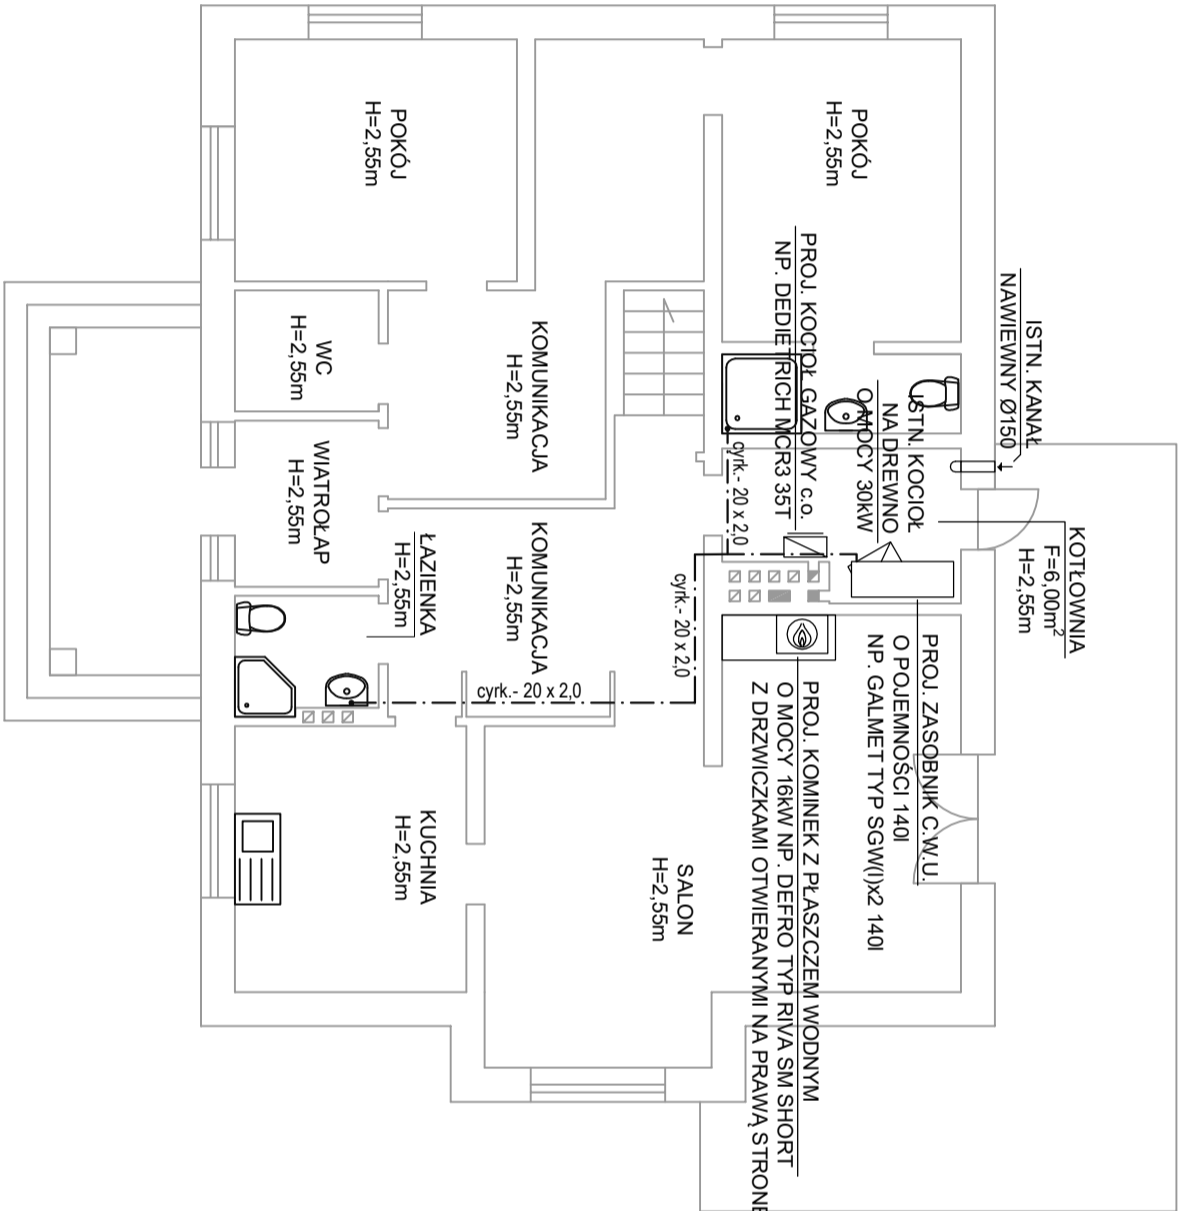 ISTN. KANAŁ
NAWIEWNY Ø150
KOTŁOWNIA
F=6,00m²
H=2,55m
POKÓJ
H=2,55m
ISTN. KOCIOŁ
NA DREWNO
O MOCY 30kW
PROJ. ZASOBNIK C.W.U.
O POJEMNOŚCI 140l
NP. GALMET TYP SGW(l)x2 140l
PROJ. KOCIOŁ GAZOWY c.o.
NP. DEDIETRICH MCR3 35T
PROJ. KOMINEK Z PŁASZCZEM WODNYM
O MOCY 16kW NP. DEFRO TYP RIVA SM SHORT
Z DRZWICZKAMI OTWIERANYMI NA PRAWĄ STRONĘ
cyrk.- 20 x 2,0
cyrk.- 20 x 2,0
SALON
H=2,55m
KOMUNIKACJA
H=2,55m
KOMUNIKACJA
H=2,55m
cyrk.- 20 x 2,0
POKÓJ
H=2,55m
ŁAZIENKA
H=2,55m
KUCHNIA
H=2,55m
WC
H=2,55m
WIATROŁAP
H=2,55m